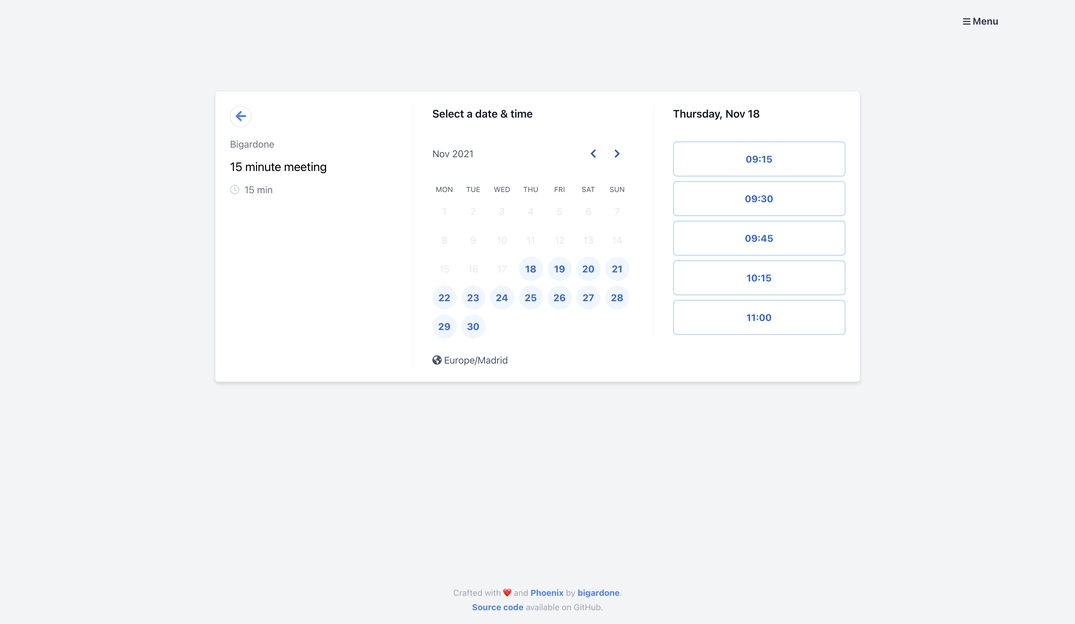 Menu
Bigardone
15 minute meeting
15 min
Select a date & time
Nov 2021
MON TUE WED THU FRI SAT SUN
1 2 3 4 5 6 7
8 9 10 11 12 13 14
15 16 17 18 19 20 21
22 23 24 25 26 27 28
29 30
Europe/Madrid
Thursday, Nov 18
09:15
09:30
09:45
10:15
11:00
Crafted with ❤️ and Phoenix by bigardone.
Source code available on GitHub.